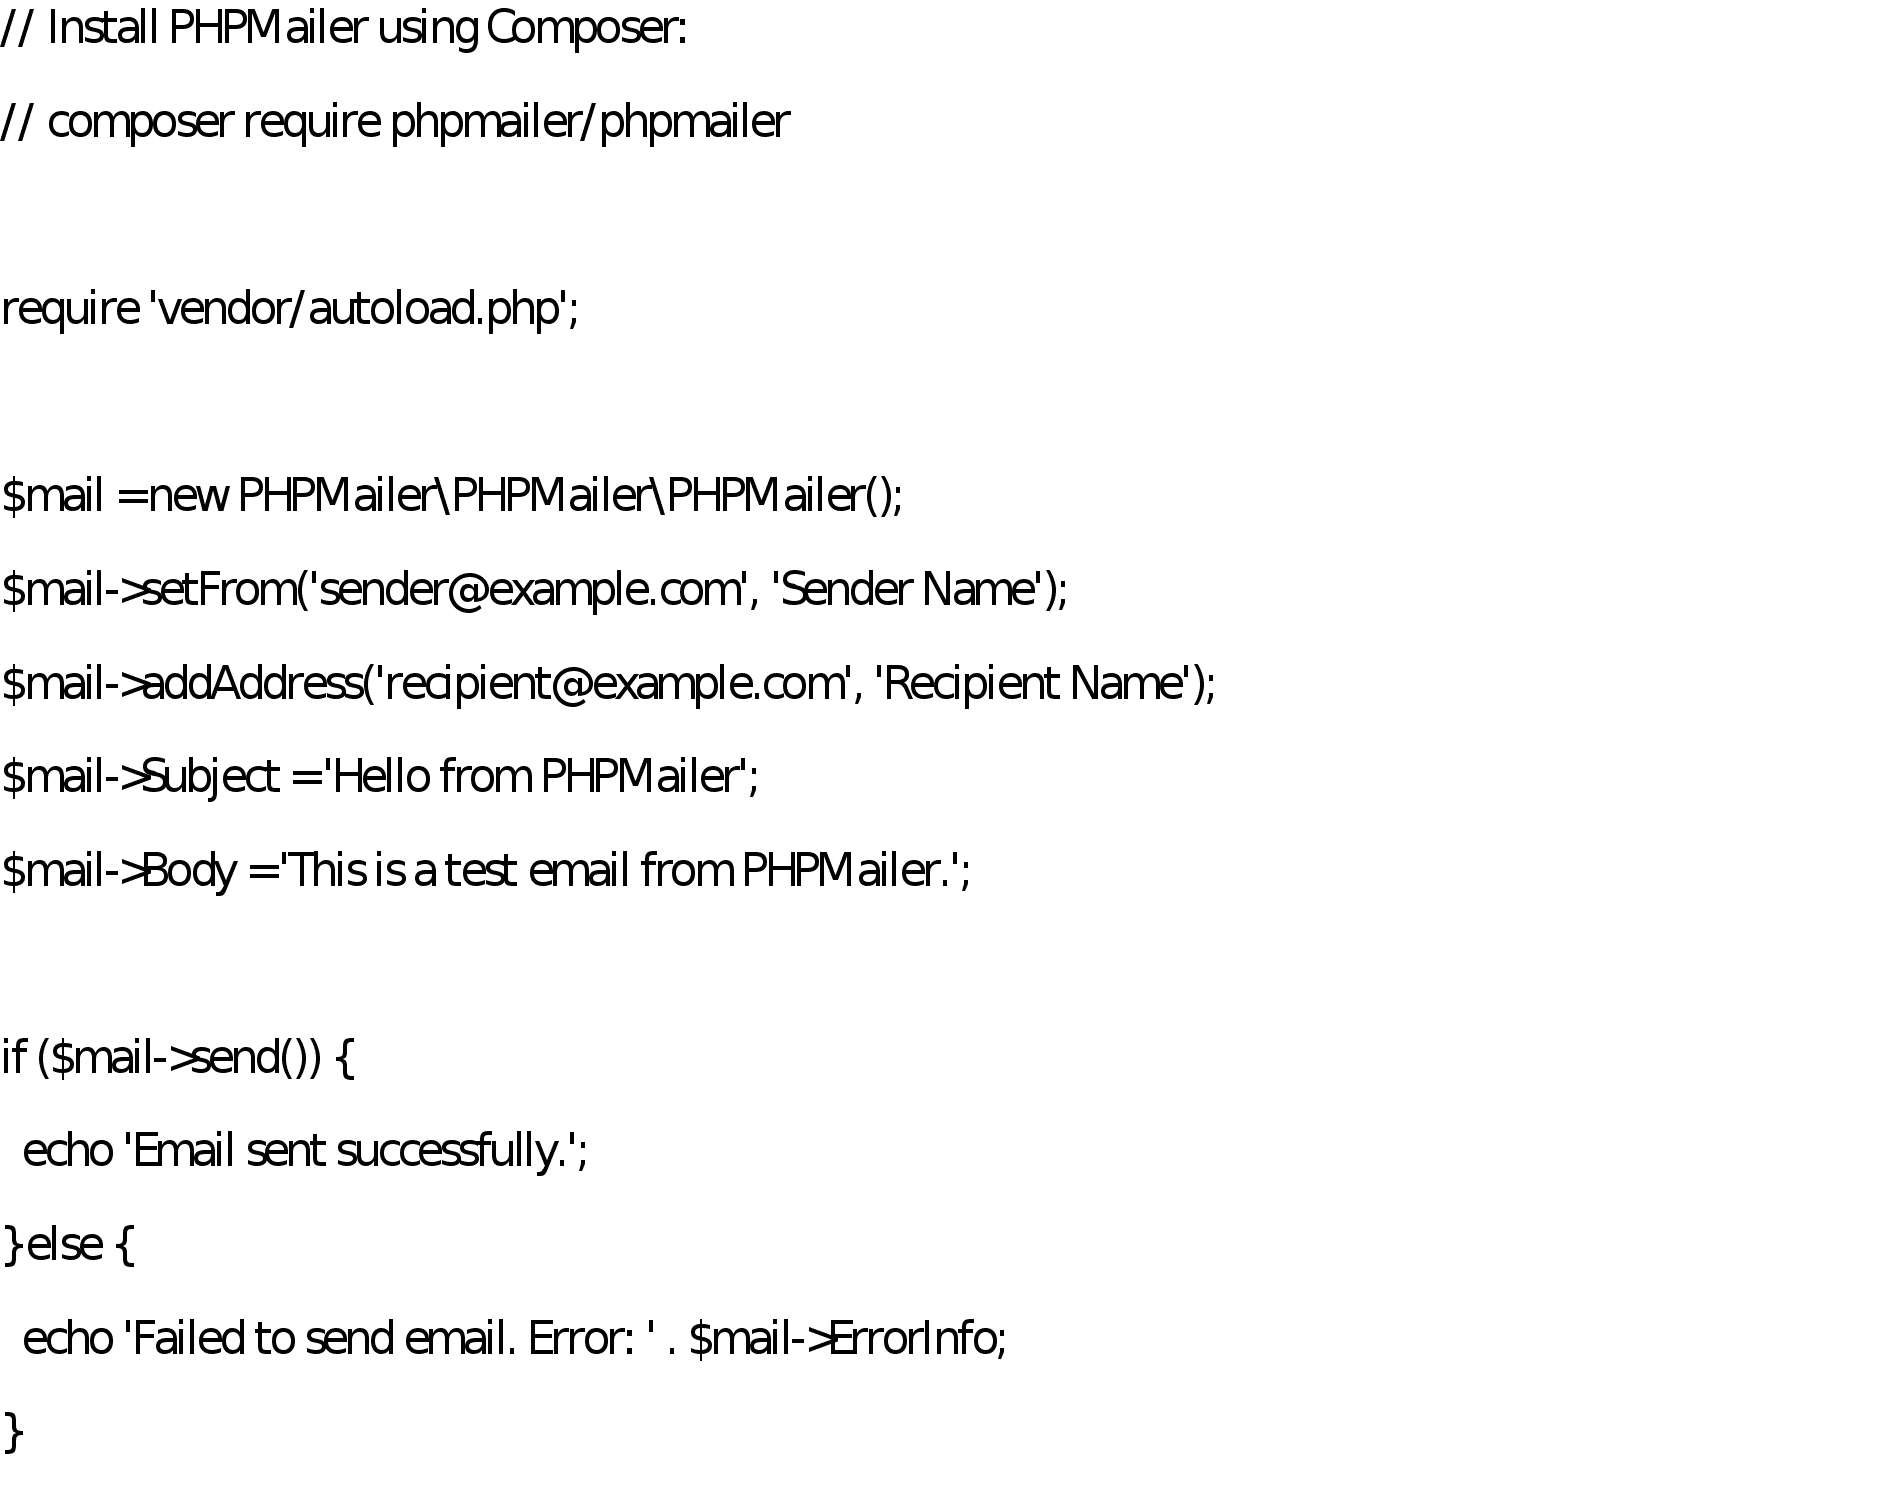 // Install PHPMailer using Composer:
// composer require phpmailer/phpmailer
require 'vendor/autoload.php';
$mail = new PHPMailer\PHPMailer\PHPMailer();
$mail->setFrom('sender@example.com', 'Sender Name');
$mail->addAddress('recipient@example.com', 'Recipient Name');
$mail->Subject = 'Hello from PHPMailer';
$mail->Body = 'This is a test email from PHPMailer.';
if ($mail->send()) {
  echo 'Email sent successfully.';
} else {
  echo 'Failed to send email. Error: ' . $mail->ErrorInfo;
}